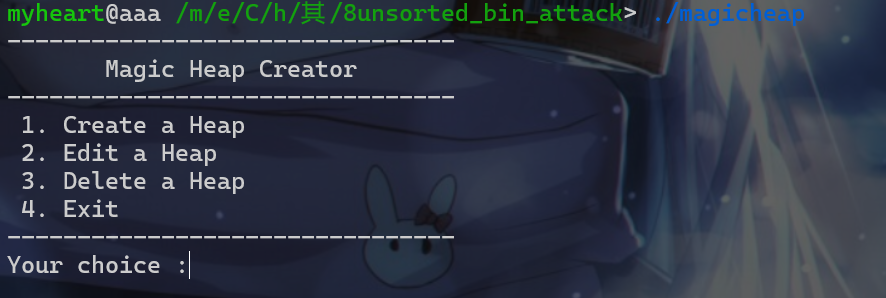 myheart@aaa /m/e/C/h/其/8unsorted_bin_attack> ./magicheap
--------------------------------
Magic Heap Creator
--------------------------------
1. Create a Heap
2. Edit a Heap
3. Delete a Heap
4. Exit
--------------------------------
Your choice :